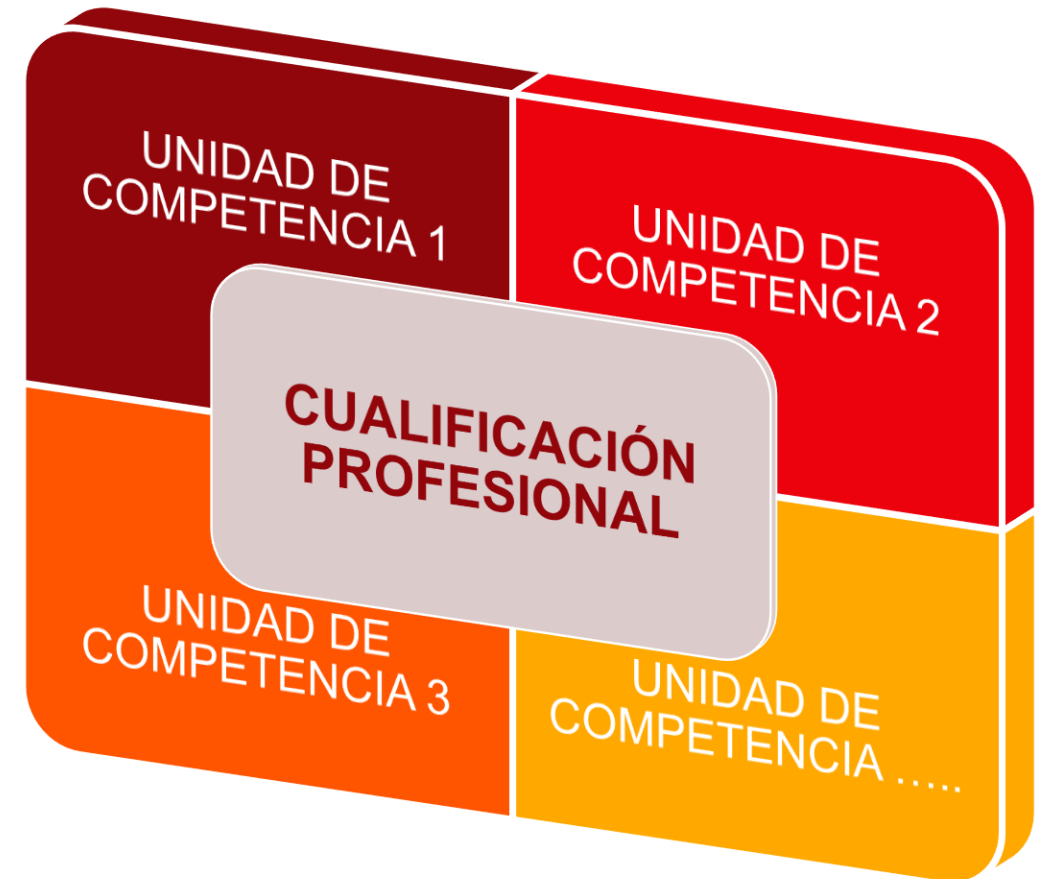 UNIDAD DE
COMPETENCIA 1
UNIDAD DE
COMPETENCIA 2
CUALIFICACIÓN
PROFESIONAL
UNIDAD DE
COMPETENCIA 3
UNIDAD DE
COMPETENCIA .....